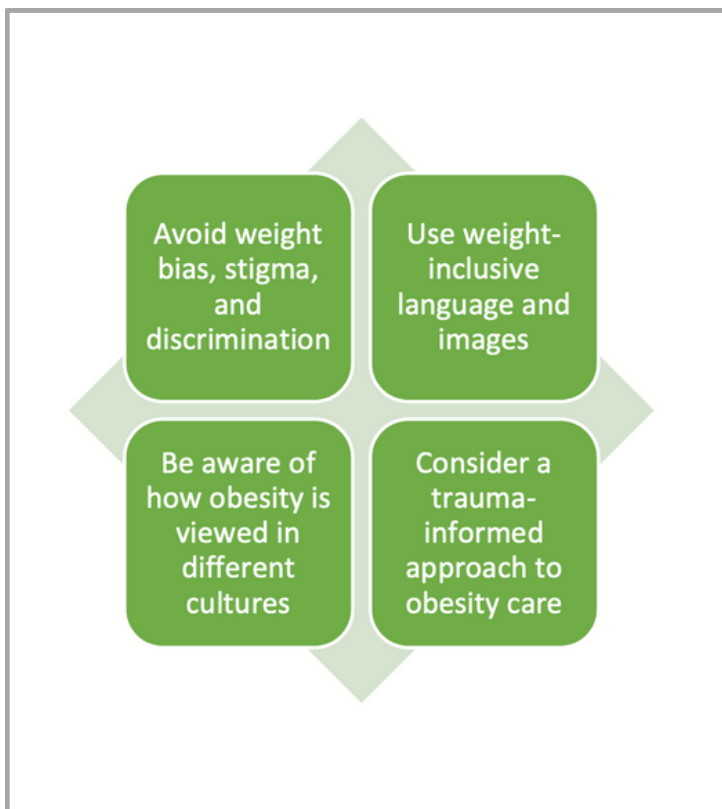 Avoid weight
bias, stigma,
and
discrimination
Use weight-
inclusive
language and
images
Be aware of
how obesity is
viewed in
different
cultures
Consider a
trauma-
informed
approach to
obesity care